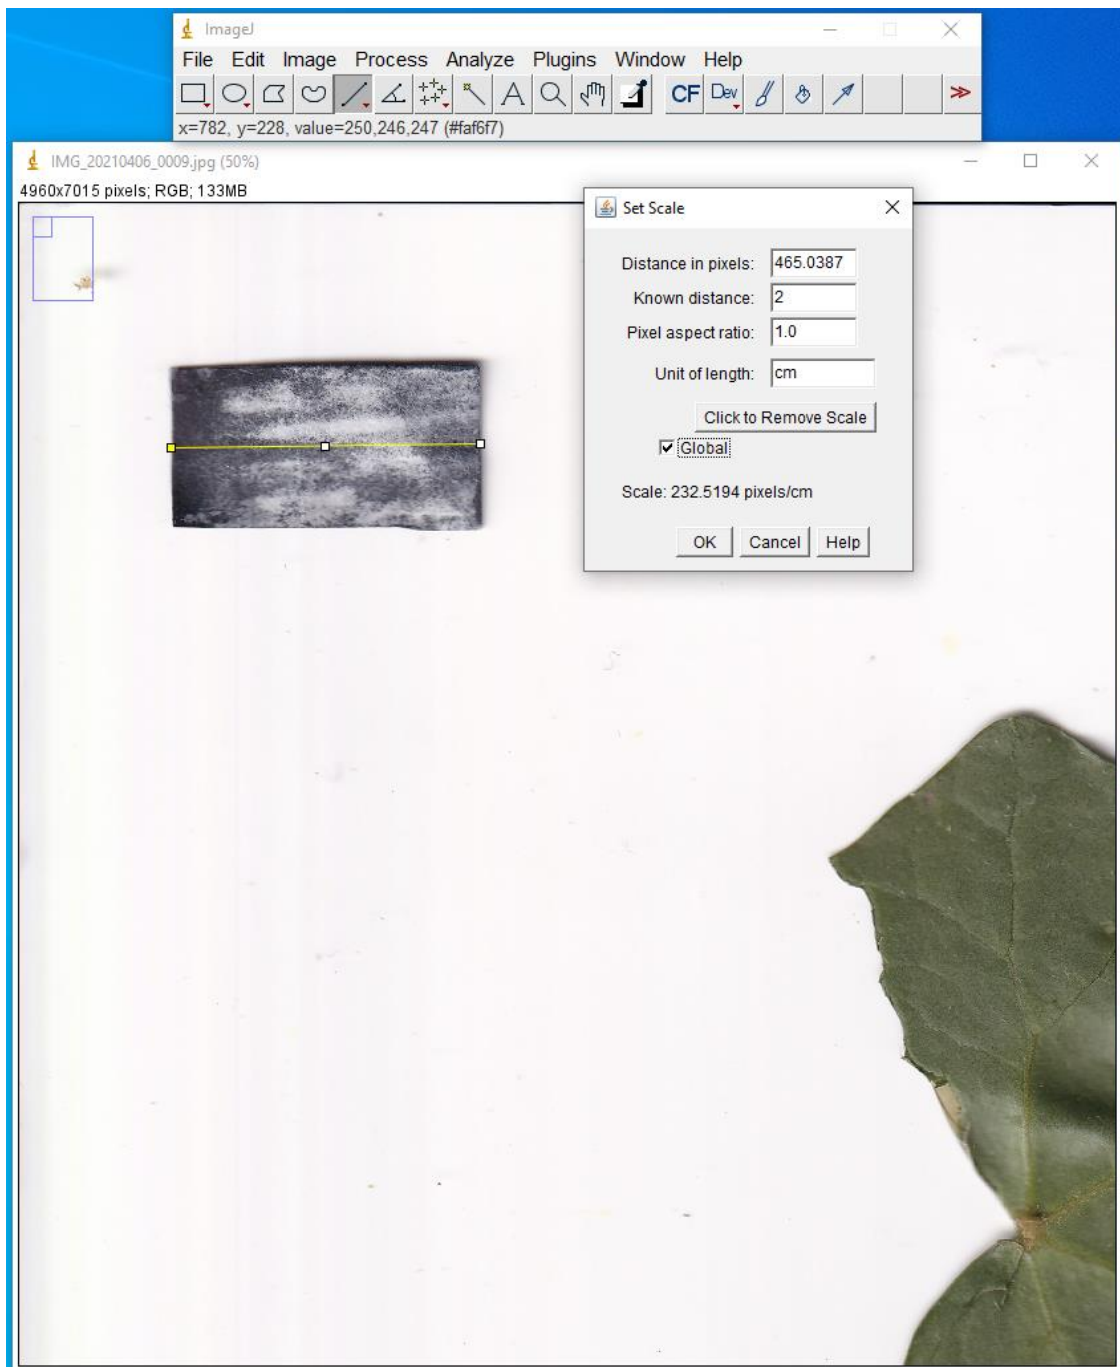 ImageJ
File Edit Image Process Analyze Plugins Window Help
CF Dev
x=782, y=228, value=250,246,247 (#faf6f7)
IMG_20210406_0009.jpg (50%)
4960x7015 pixels; RGB; 133MB
Set Scale
Distance in pixels: 465.0387
Known distance: 2
Pixel aspect ratio: 1.0
Unit of length: cm
Click to Remove Scale
Global
Scale: 232.5194 pixels/cm
OK Cancel Help